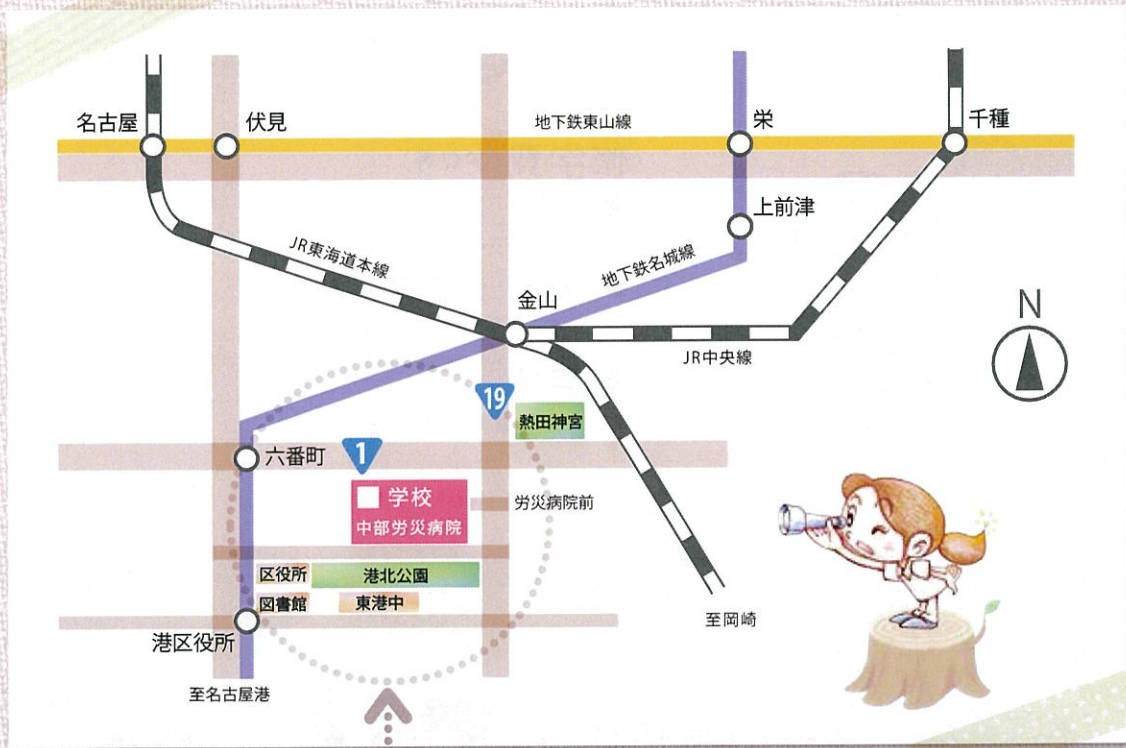 名古屋
伏見
地下鉄東山線
栄
千種
上前津
JR東海道本線
地下鉄名城線
金山
JR中央線
N
19
熱田神宮
六番町
1
学校
中部労災病院
労災病院前
区役所
港北公園
図書館
東港中
港区役所
至岡崎
至名古屋港